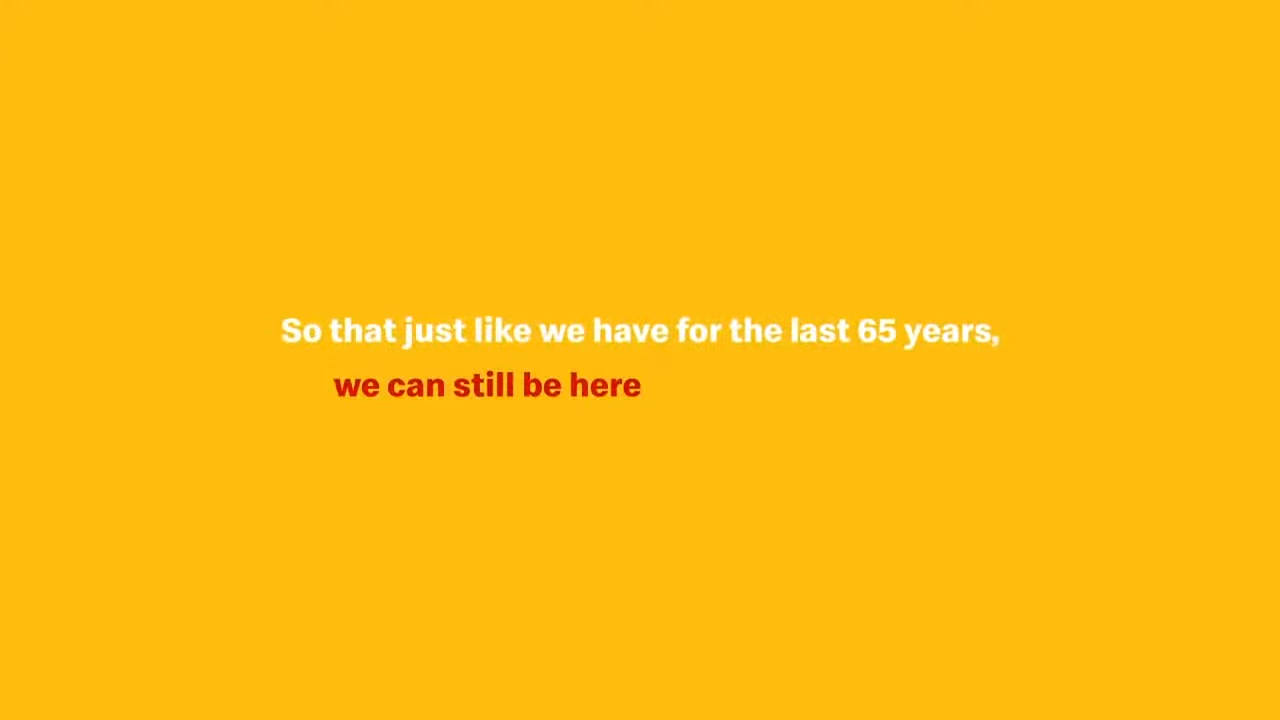 So that just like we have for the last 65 years,
we can still be here